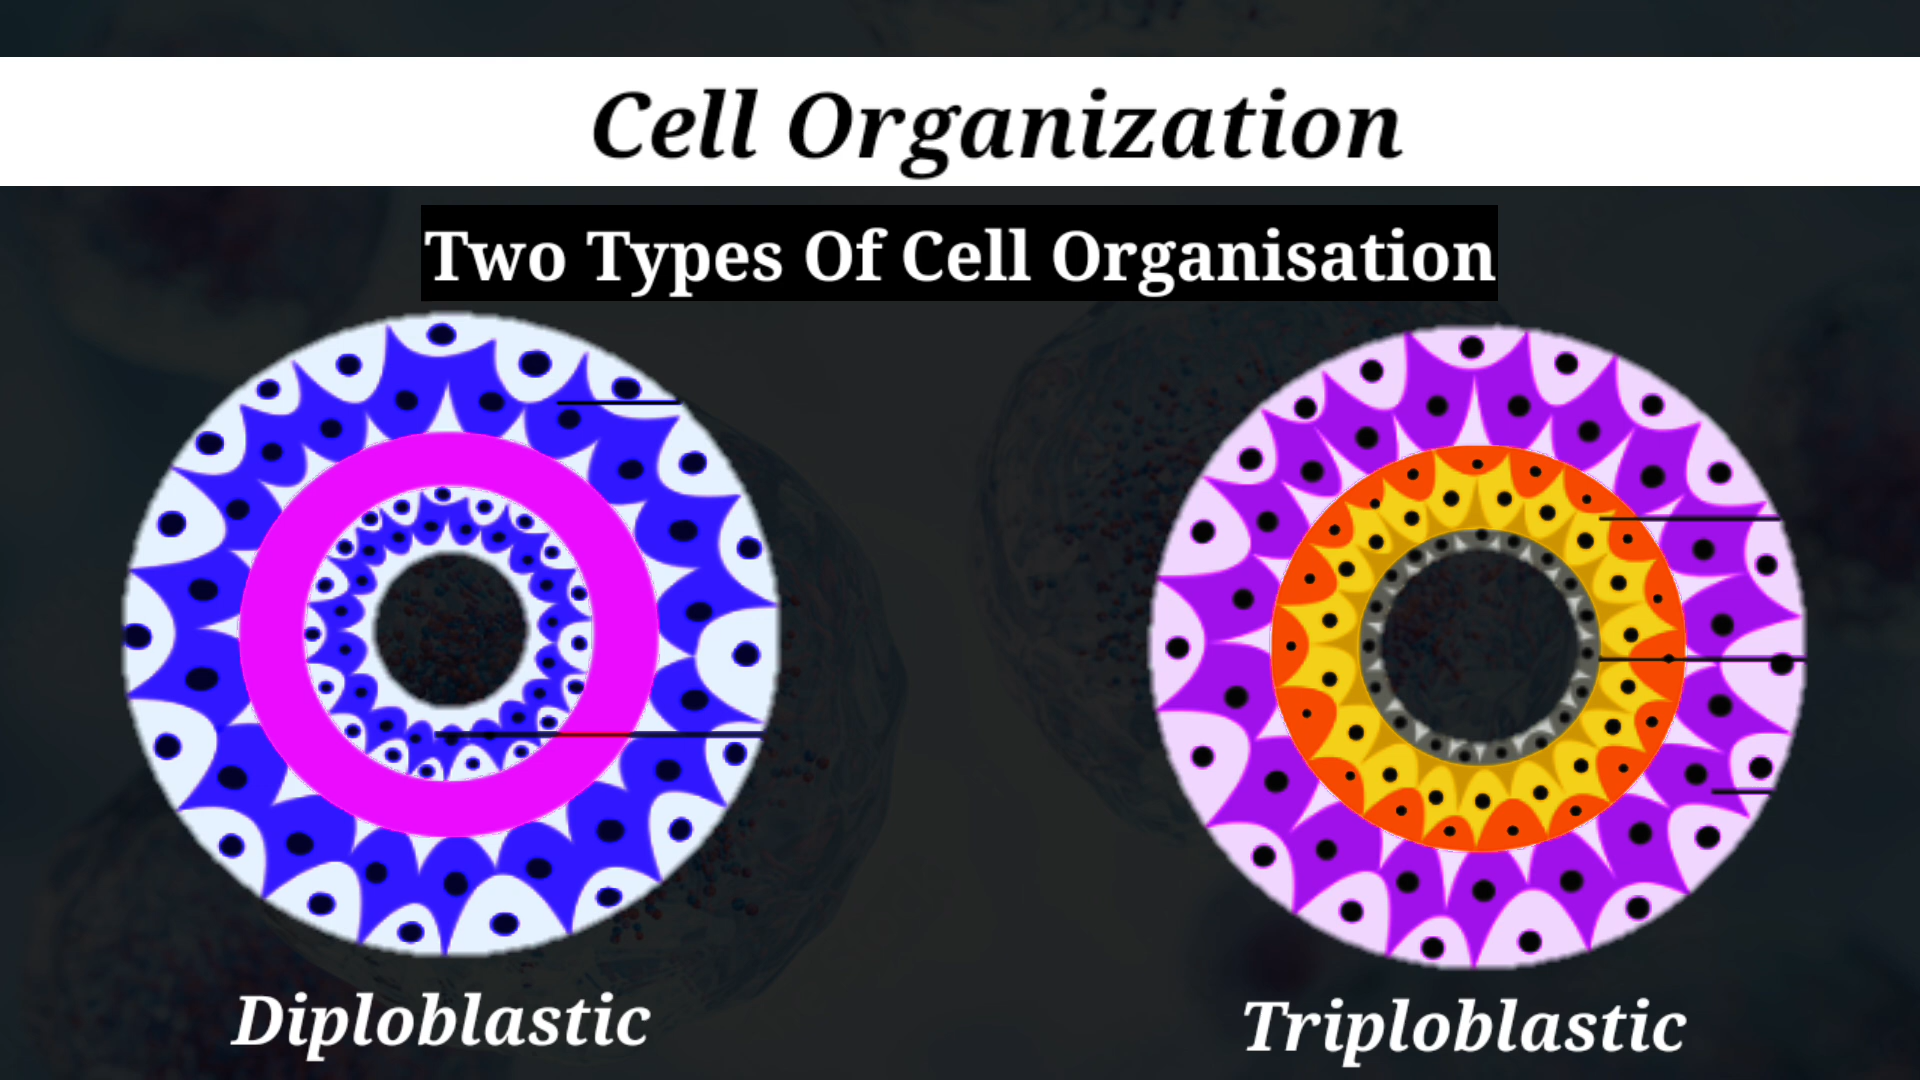 Cell Organization
Two Types Of Cell Organisation
Diploblastic
Triploblastic